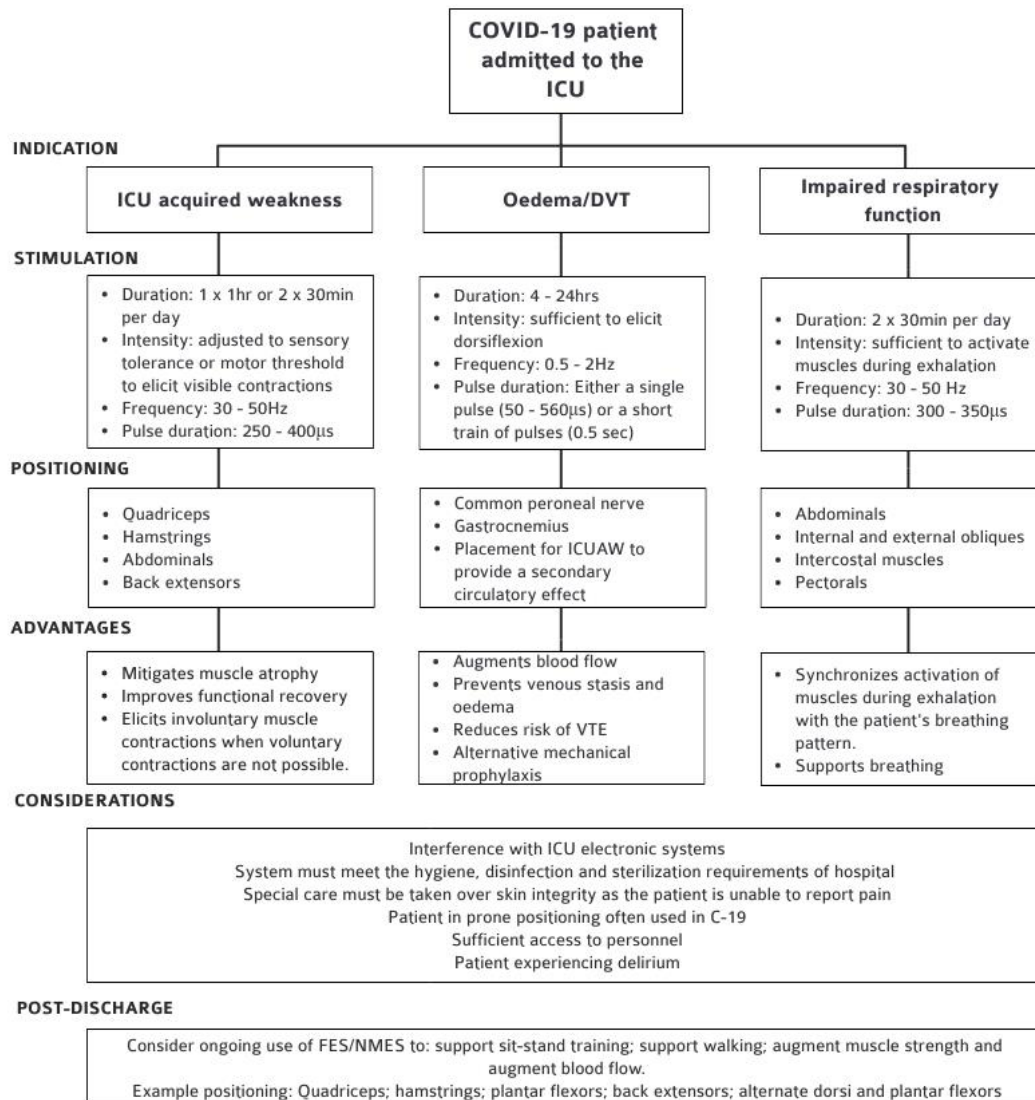 COVID-19 patient
admitted to the
ICU
INDICATION
ICU acquired weakness
Oedema/DVT
Impaired respiratory
function
STIMULATION
• Duration: 1 x 1hr or 2 x 30min
per day
• Intensity: adjusted to sensory
tolerance or motor threshold
to elicit visible contractions
• Frequency: 30 - 50Hz
• Pulse duration: 250 - 400µs
• Duration: 4 - 24hrs
• Intensity: sufficient to elicit
dorsiflexion
• Frequency: 0.5 - 2Hz
• Pulse duration: Either a single
pulse (50 - 560µs) or a short
train of pulses (0.5 sec)
• Duration: 2 x 30min per day
• Intensity: sufficient to activate
muscles during exhalation
• Frequency: 30 - 50 Hz
• Pulse duration: 300 - 350µs
POSITIONING
• Quadriceps
• Hamstrings
• Abdominals
• Back extensors
• Common peroneal nerve
• Gastrocnemius
• Placement for ICUAW to
provide a secondary
circulatory effect
• Abdominals
• Internal and external obliques
• Intercostal muscles
• Pectorals
ADVANTAGES
• Mitigates muscle atrophy
• Improves functional recovery
• Elicits involuntary muscle
contractions when voluntary
contractions are not possible.
• Augments blood flow
• Prevents venous stasis and
oedema
• Reduces risk of VTE
• Alternative mechanical
prophylaxis
• Synchronizes activation of
muscles during exhalation
with the patient's breathing
pattern.
• Supports breathing
CONSIDERATIONS
Interference with ICU electronic systems
System must meet the hygiene, disinfection and sterilization requirements of hospital
Special care must be taken over skin integrity as the patient is unable to report pain
Patient in prone positioning often used in C-19
Sufficient access to personnel
Patient experiencing delirium
POST-DISCHARGE
Consider ongoing use of FES/NMES to: support sit-stand training; support walking; augment muscle strength and
augment blood flow.
Example positioning: Quadriceps; hamstrings; plantar flexors; back extensors; alternate dorsi and plantar flexors